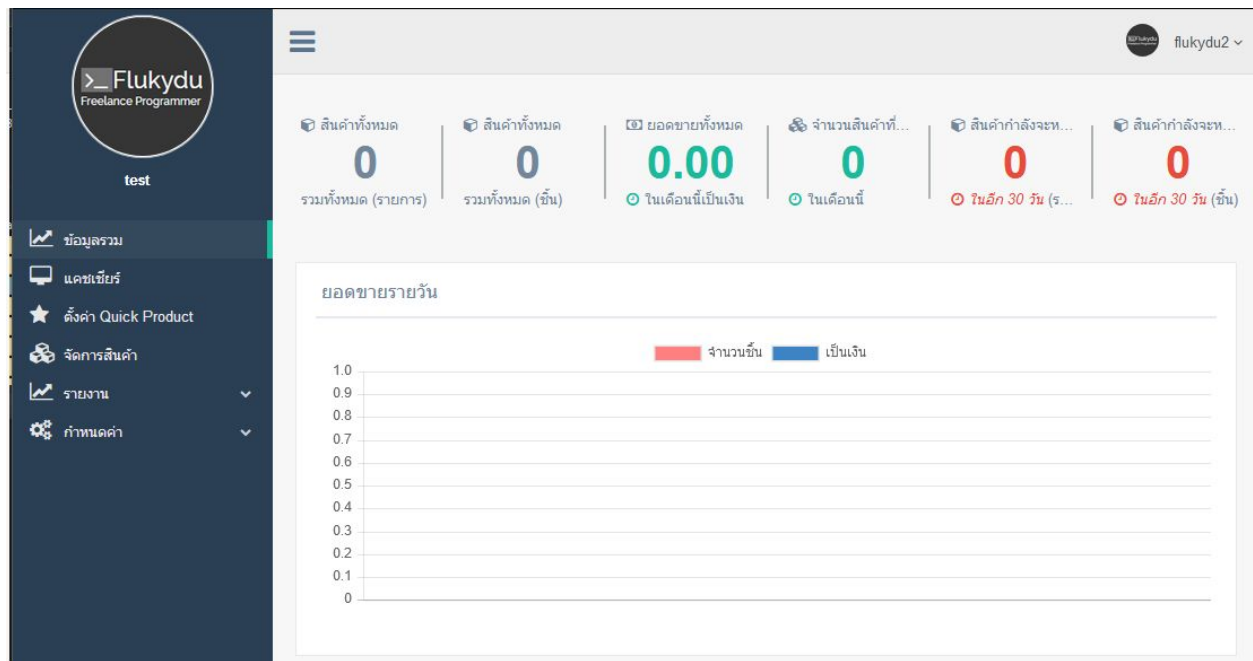 >_Flukydu
Freelance Programmer
test
ข้อมูลรวม
แคชเชียร์
ตั้งค่า Quick Product
จัดการสินค้า
รายงาน
กำหนดค่า
flukydu2
สินค้าทั้งหมด
0
รวมทั้งหมด (รายการ)
สินค้าทั้งหมด
0
รวมทั้งหมด (ชิ้น)
ยอดขายทั้งหมด
0.00
ในเดือนนี้เป็นเงิน
จำนวนสินค้าที่...
0
ในเดือนนี้
สินค้ากำลังจะห...
0
ในอีก 30 วัน (ร...
สินค้ากำลังจะห...
0
ในอีก 30 วัน (ชิ้น)
ยอดขายรายวัน
จำนวนชิ้น เป็นเงิน
1.0
0.9
0.8
0.7
0.6
0.5
0.4
0.3
0.2
0.1
0